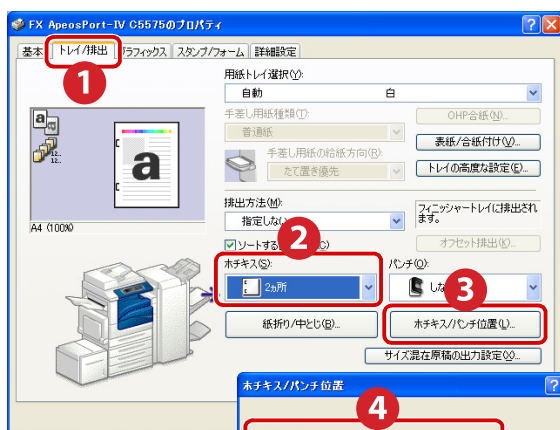 FX ApeosPort-IV C5575のプロパティ
基本
トレイ/排出
グラフィックス
スタンプ/フォーム
詳細設定
1
用紙トレイ選択(Y):
自動 白
手差し用紙種類(T):
普通紙
OHP合紙(N)...
手差し用紙の給紙方向(R):
たて置き優先
表紙/合紙付け(V)...
トレイの高度な設定(E)...
a
12..
12..
a
A4 (100%)
排出方法(M):
指定しない
フィニッシャートレイに排出され
ます。
2
ソートする
オフセット排出(K)...
ホチキス(S):
2ヵ所
パンチ(O):
しな
3
紙折り/中とじ(B)...
ホチキス/パンチ位置(L)...
サイズ混在原稿の出力設定(X)...
ホチキス/パンチ位置
4